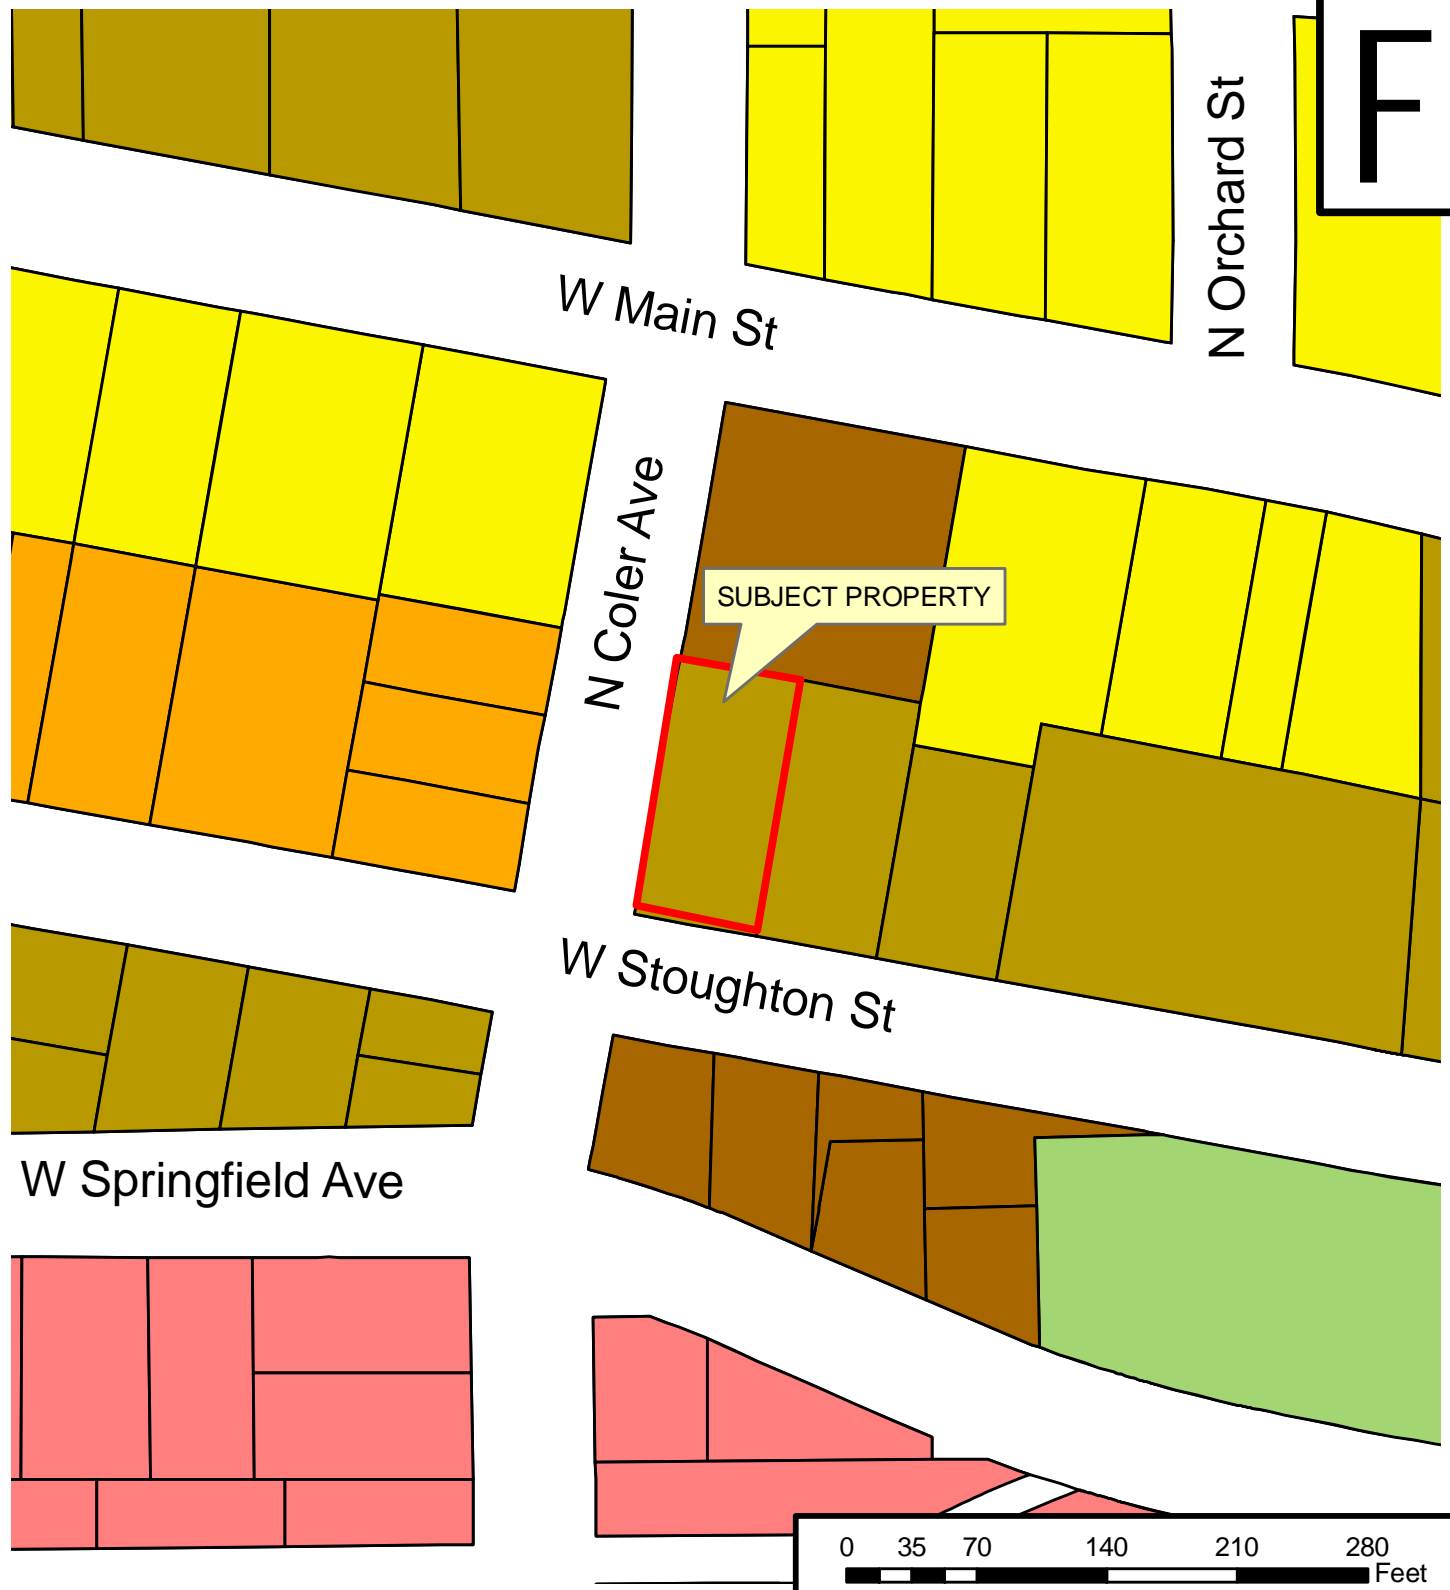 F
N Orchard St
W Main St
N Coler Ave
SUBJECT PROPERTY
W Stoughton St
W Springfield Ave
0 35 70 140 210 280
Feet